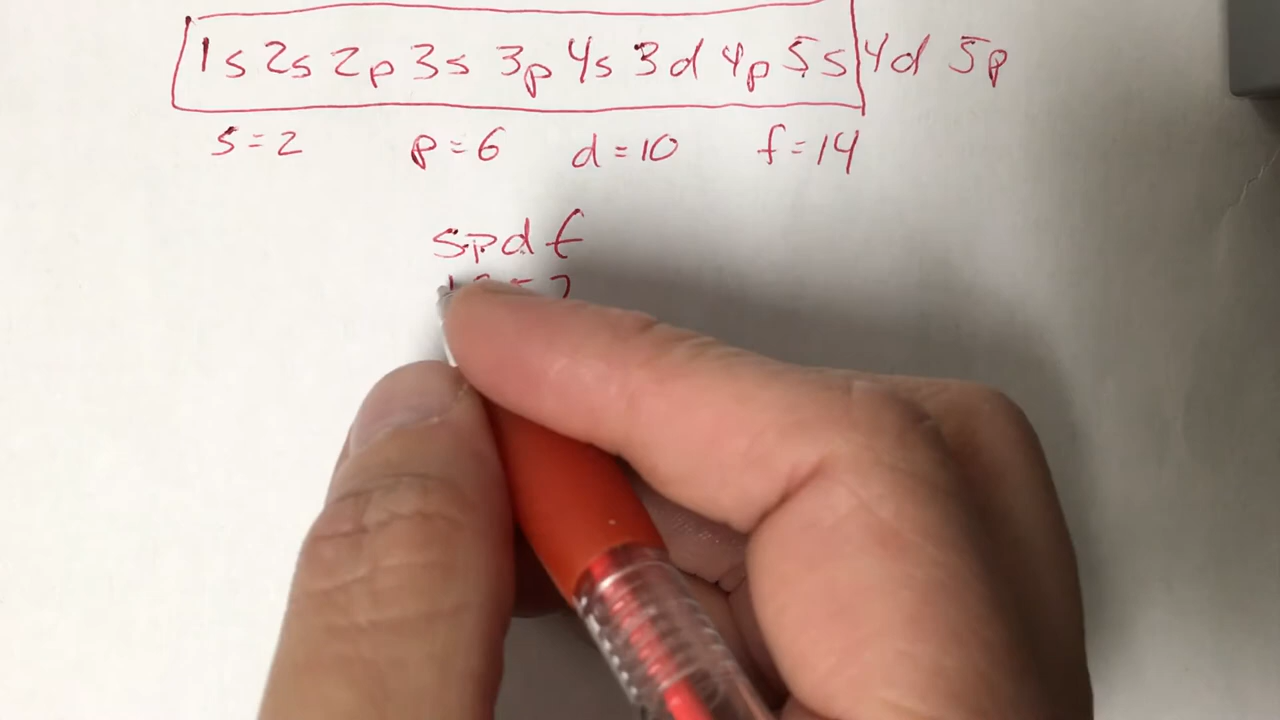 1s 2s 2p 3s 3p 4s 3d 4p 5s 4d 5p
s=2 p=6 d=10 f=14
spdf